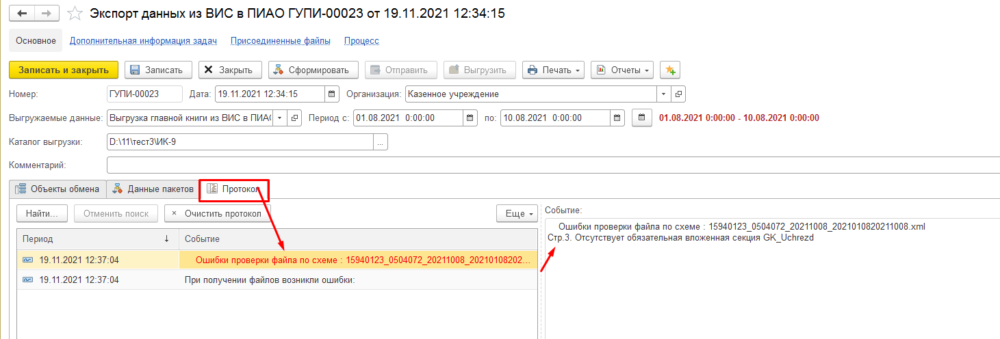 Экспорт данных из ВИС в ПИАО ГУПИ-00023 от 19.11.2021 12:34:15
Основное Дополнительная информация задач Присоединенные файлы Процесс
Записать и закрыть Записать Закрыть Сформировать Отправить Выгрузить Печать Отчеты
Номер: ГУПИ-00023 Дата: 19.11.2021 12:34:15 Организация: Казенное учреждение
Выгружаемые данные: Выгрузка главной книги из ВИС в ПИАО Период с: 01.08.2021 0:00:00 по: 10.08.2021 0:00:00 01.08.2021 0:00:00 - 10.08.2021 0:00:00
Каталог выгрузки: D:\11\тест3\ИК-9 ...
Комментарий:
Объекты обмена Данные пакетов Протокол
Найти... Отменить поиск × Очистить протокол Еще Событие:
Ошибки проверки файла по схеме : 15940123_0504072_20211008_2021010820211008.xml
Стр.3. Отсутствует обязательная вложенная секция GK_Uchrezd
Период ↓ Событие
19.11.2021 12:37:04 Ошибки проверки файла по схеме : 15940123_0504072_20211008_20210108202...
19.11.2021 12:37:04 При получении файлов возникли ошибки: